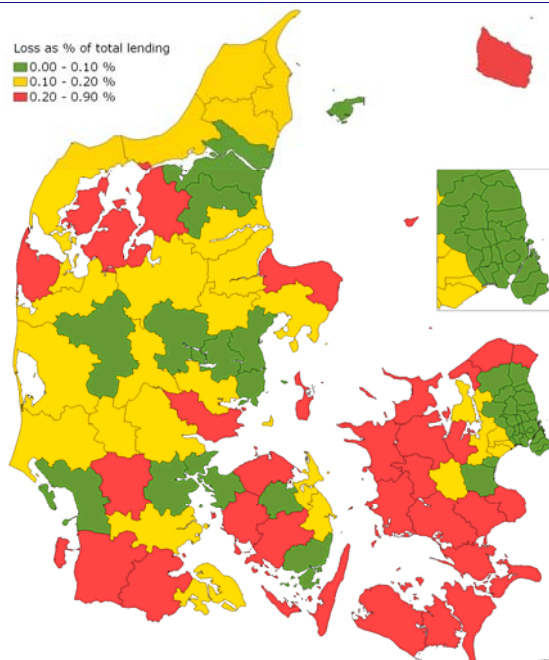 Loss as % of total lending
0.00 - 0.10 %
0.10 - 0.20 %
0.20 - 0.90 %